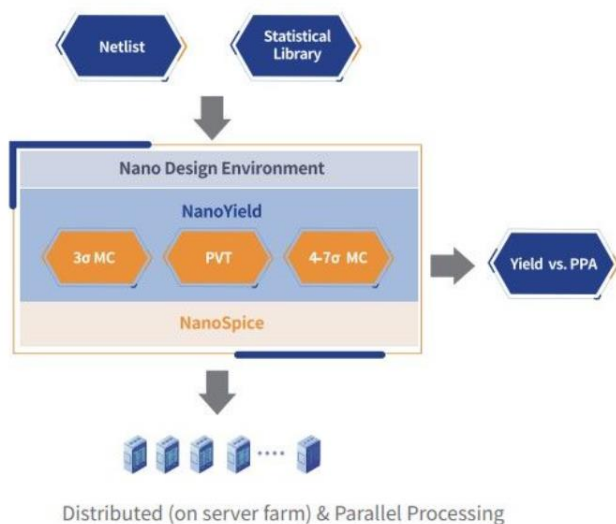 Netlist
Statistical
Library
Nano Design Environment
NanoYield
3σ MC
PVT
4-7σ MC
Yield vs. PPA
NanoSpice
Distributed (on server farm) & Parallel Processing